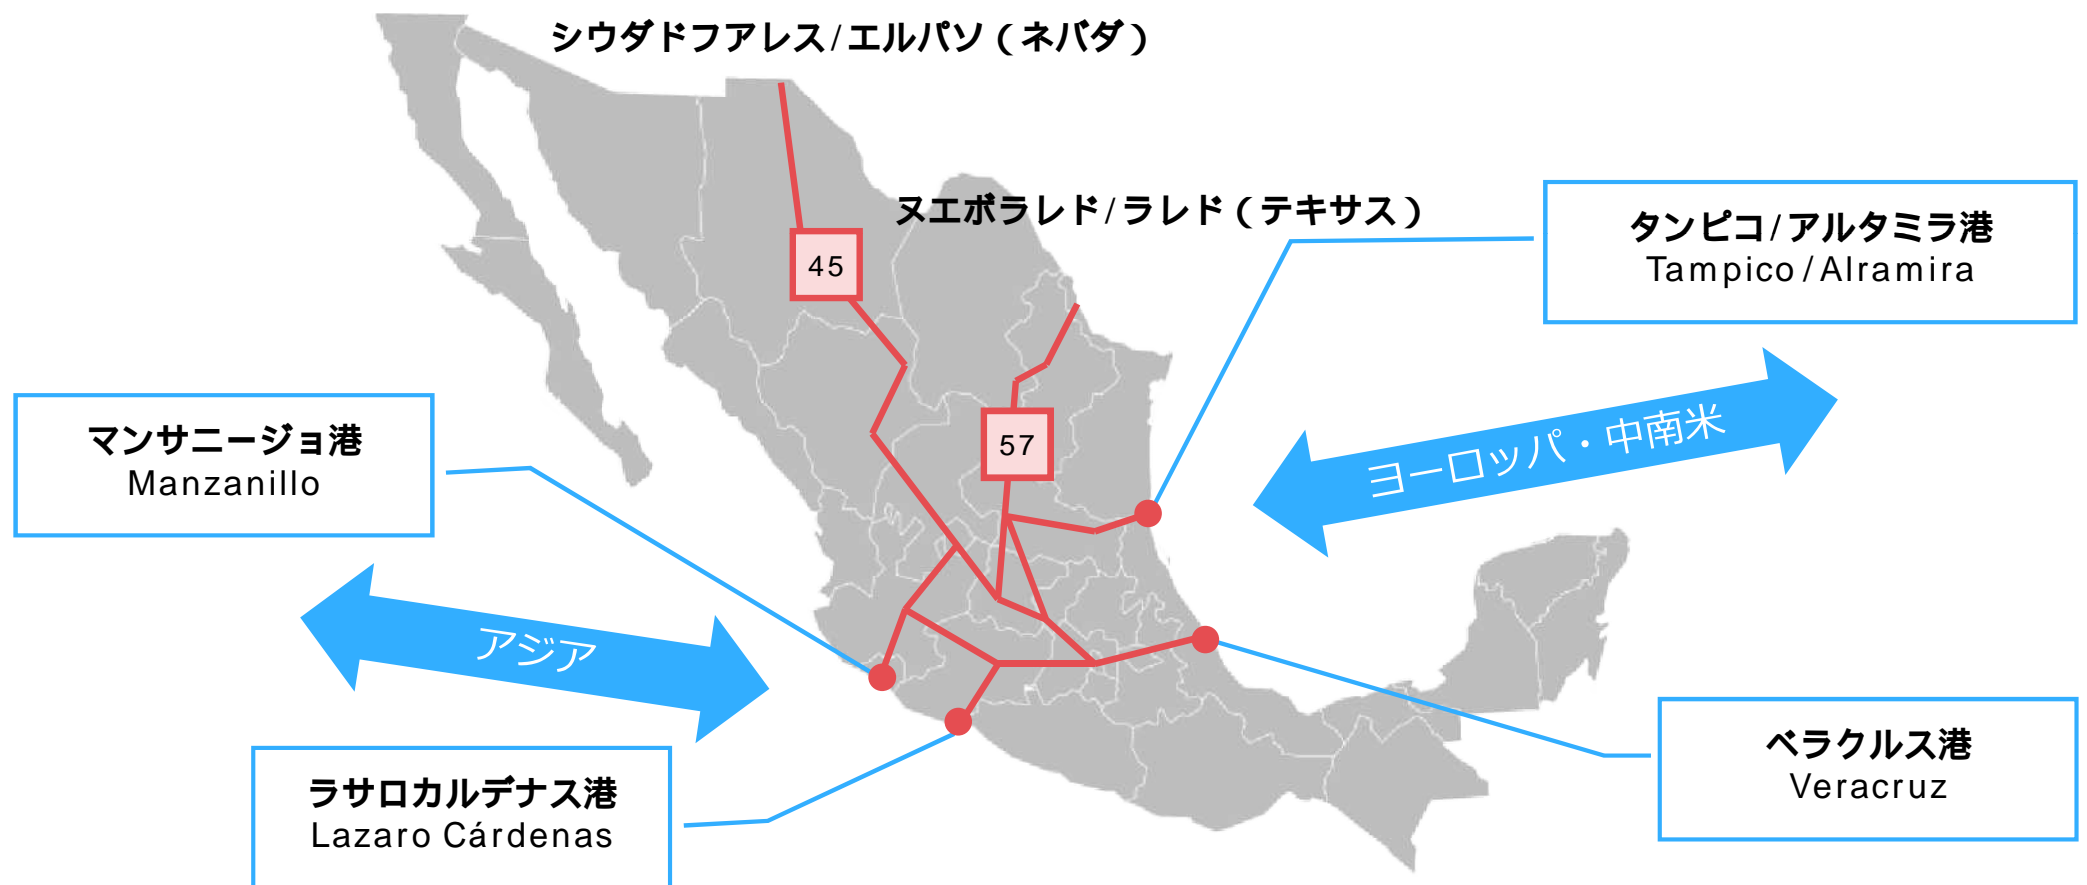 シウダドフアレス/エルパソ(ネバダ)
ヌエボラレド/ラレド(テキサス)
タンピコ/アルタミラ港
Tampico/Alramira
45
57
マンサニージョ港
Manzanillo
ヨーロッパ・中南米
アジア
ラサロカルデナス港
Lazaro Cárdenas
ベラクルス港
Veracruz